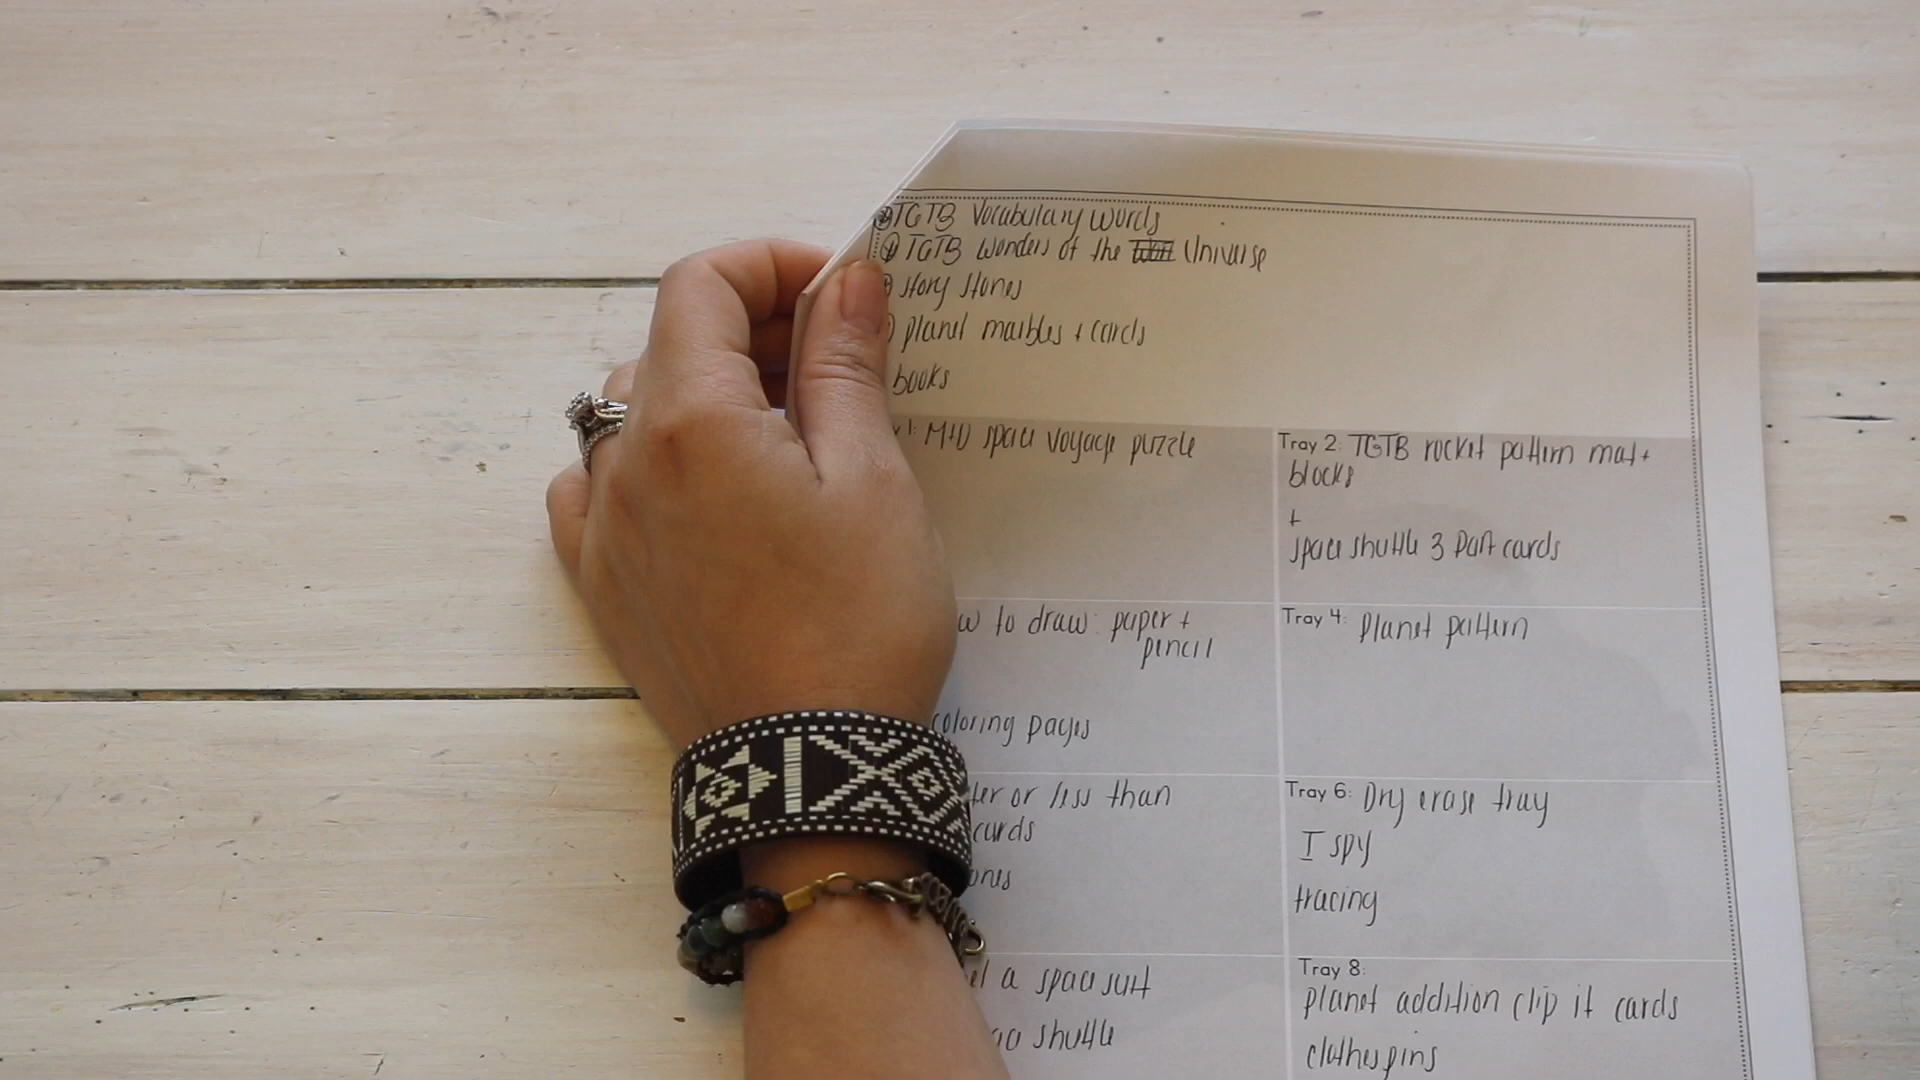 TGTB Vocabulary words
TGTB wonders of the Universe
story stones
planet marbles + cards
books
1: M+D space voyage puzzle
Tray 2: TGTB rocket pattern mat +
blocks
+
space shuttle 3 Part cards
to draw: paper +
pencil
coloring pages
Tray 4: Planet pattern
or less than
cards
Tray 6: Dry erase tray
I spy
tracing
a space suit
shuttle
Tray 8:
planet addition clip it cards
clothespins